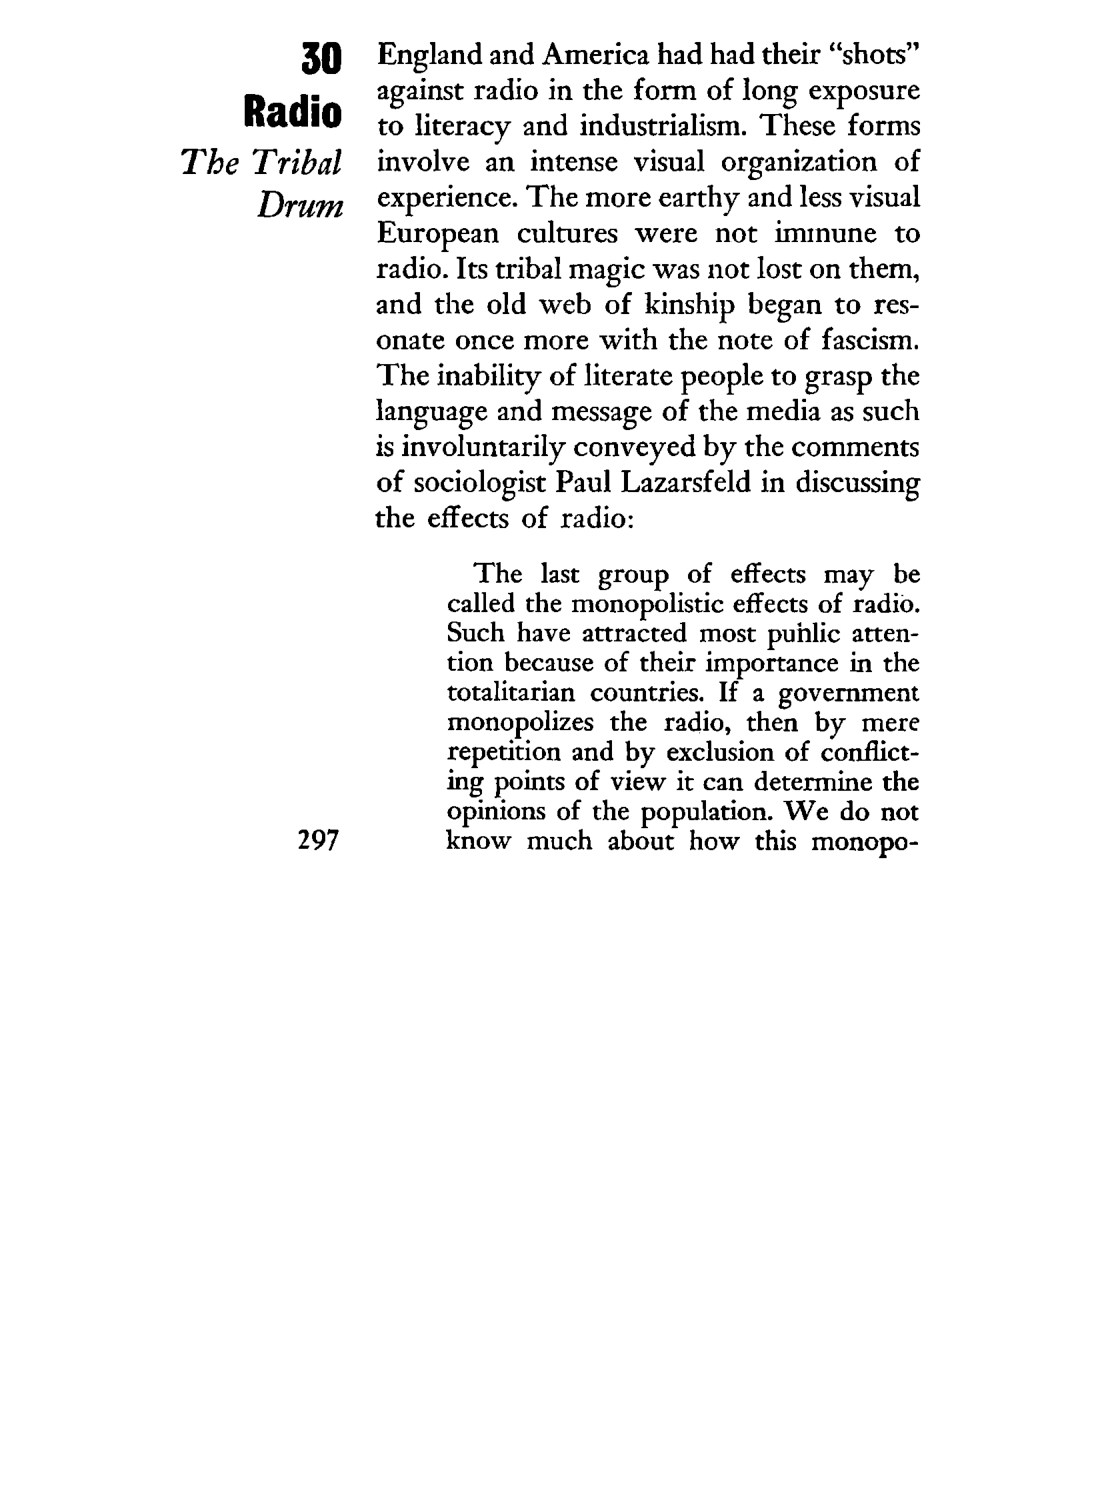 30
Radio
The Tribal
Drum
England and America had had their “shots”
against radio in the form of long exposure
to literacy and industrialism. These forms
involve an intense visual organization of
experience. The more earthy and less visual
European cultures were not immune to
radio. Its tribal magic was not lost on them,
and the old web of kinship began to res-
onate once more with the note of fascism.
The inability of literate people to grasp the
language and message of the media as such
is involuntarily conveyed by the comments
of sociologist Paul Lazarsfeld in discussing
the effects of radio:
The last group of effects may be
called the monopolistic effects of radio.
Such have attracted most public atten-
tion because of their importance in the
totalitarian countries. If a government
monopolizes the radio, then by mere
repetition and by exclusion of conflict-
ing points of view it can determine the
opinions of the population. We do not
know much about how this monopo-
297